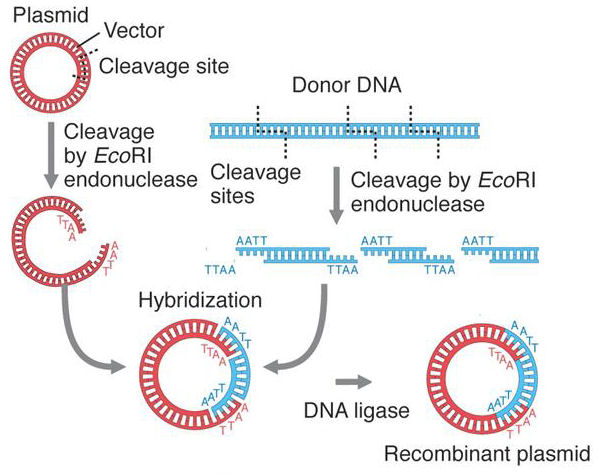 Plasmid
Vector
Cleavage site
Donor DNA
Cleavage
by EcoRI
endonuclease
Cleavage
sites
Cleavage by EcoRI
endonuclease
TTAA
AATT
AATT
AATT
AATT
TTAA
TTAA
TTAA
Hybridization
AATT
TTAA
AATT
TTAA
DNA ligase
AATT
TTAA
AATT
TTAA
Recombinant plasmid